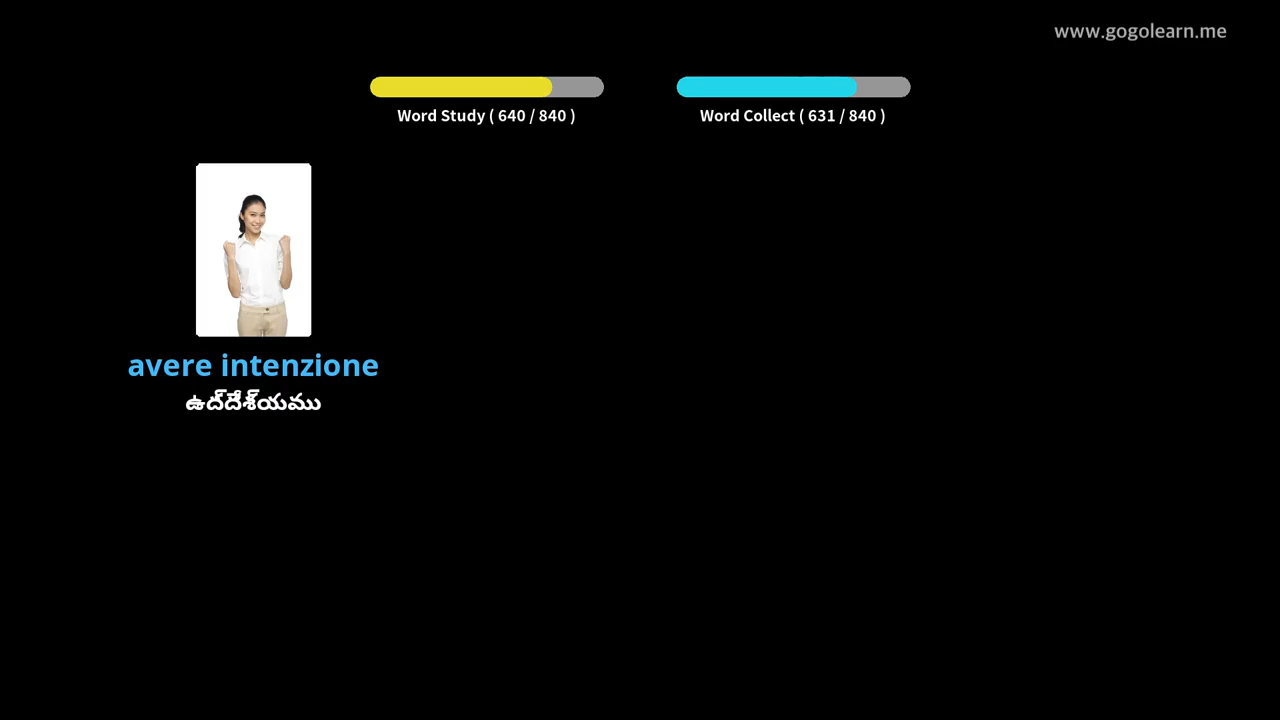 www.gogolearn.me
Word Study ( 640 / 840 )
Word Collect ( 631 / 840 )
avere intenzione
ఉద్దేశ్యము